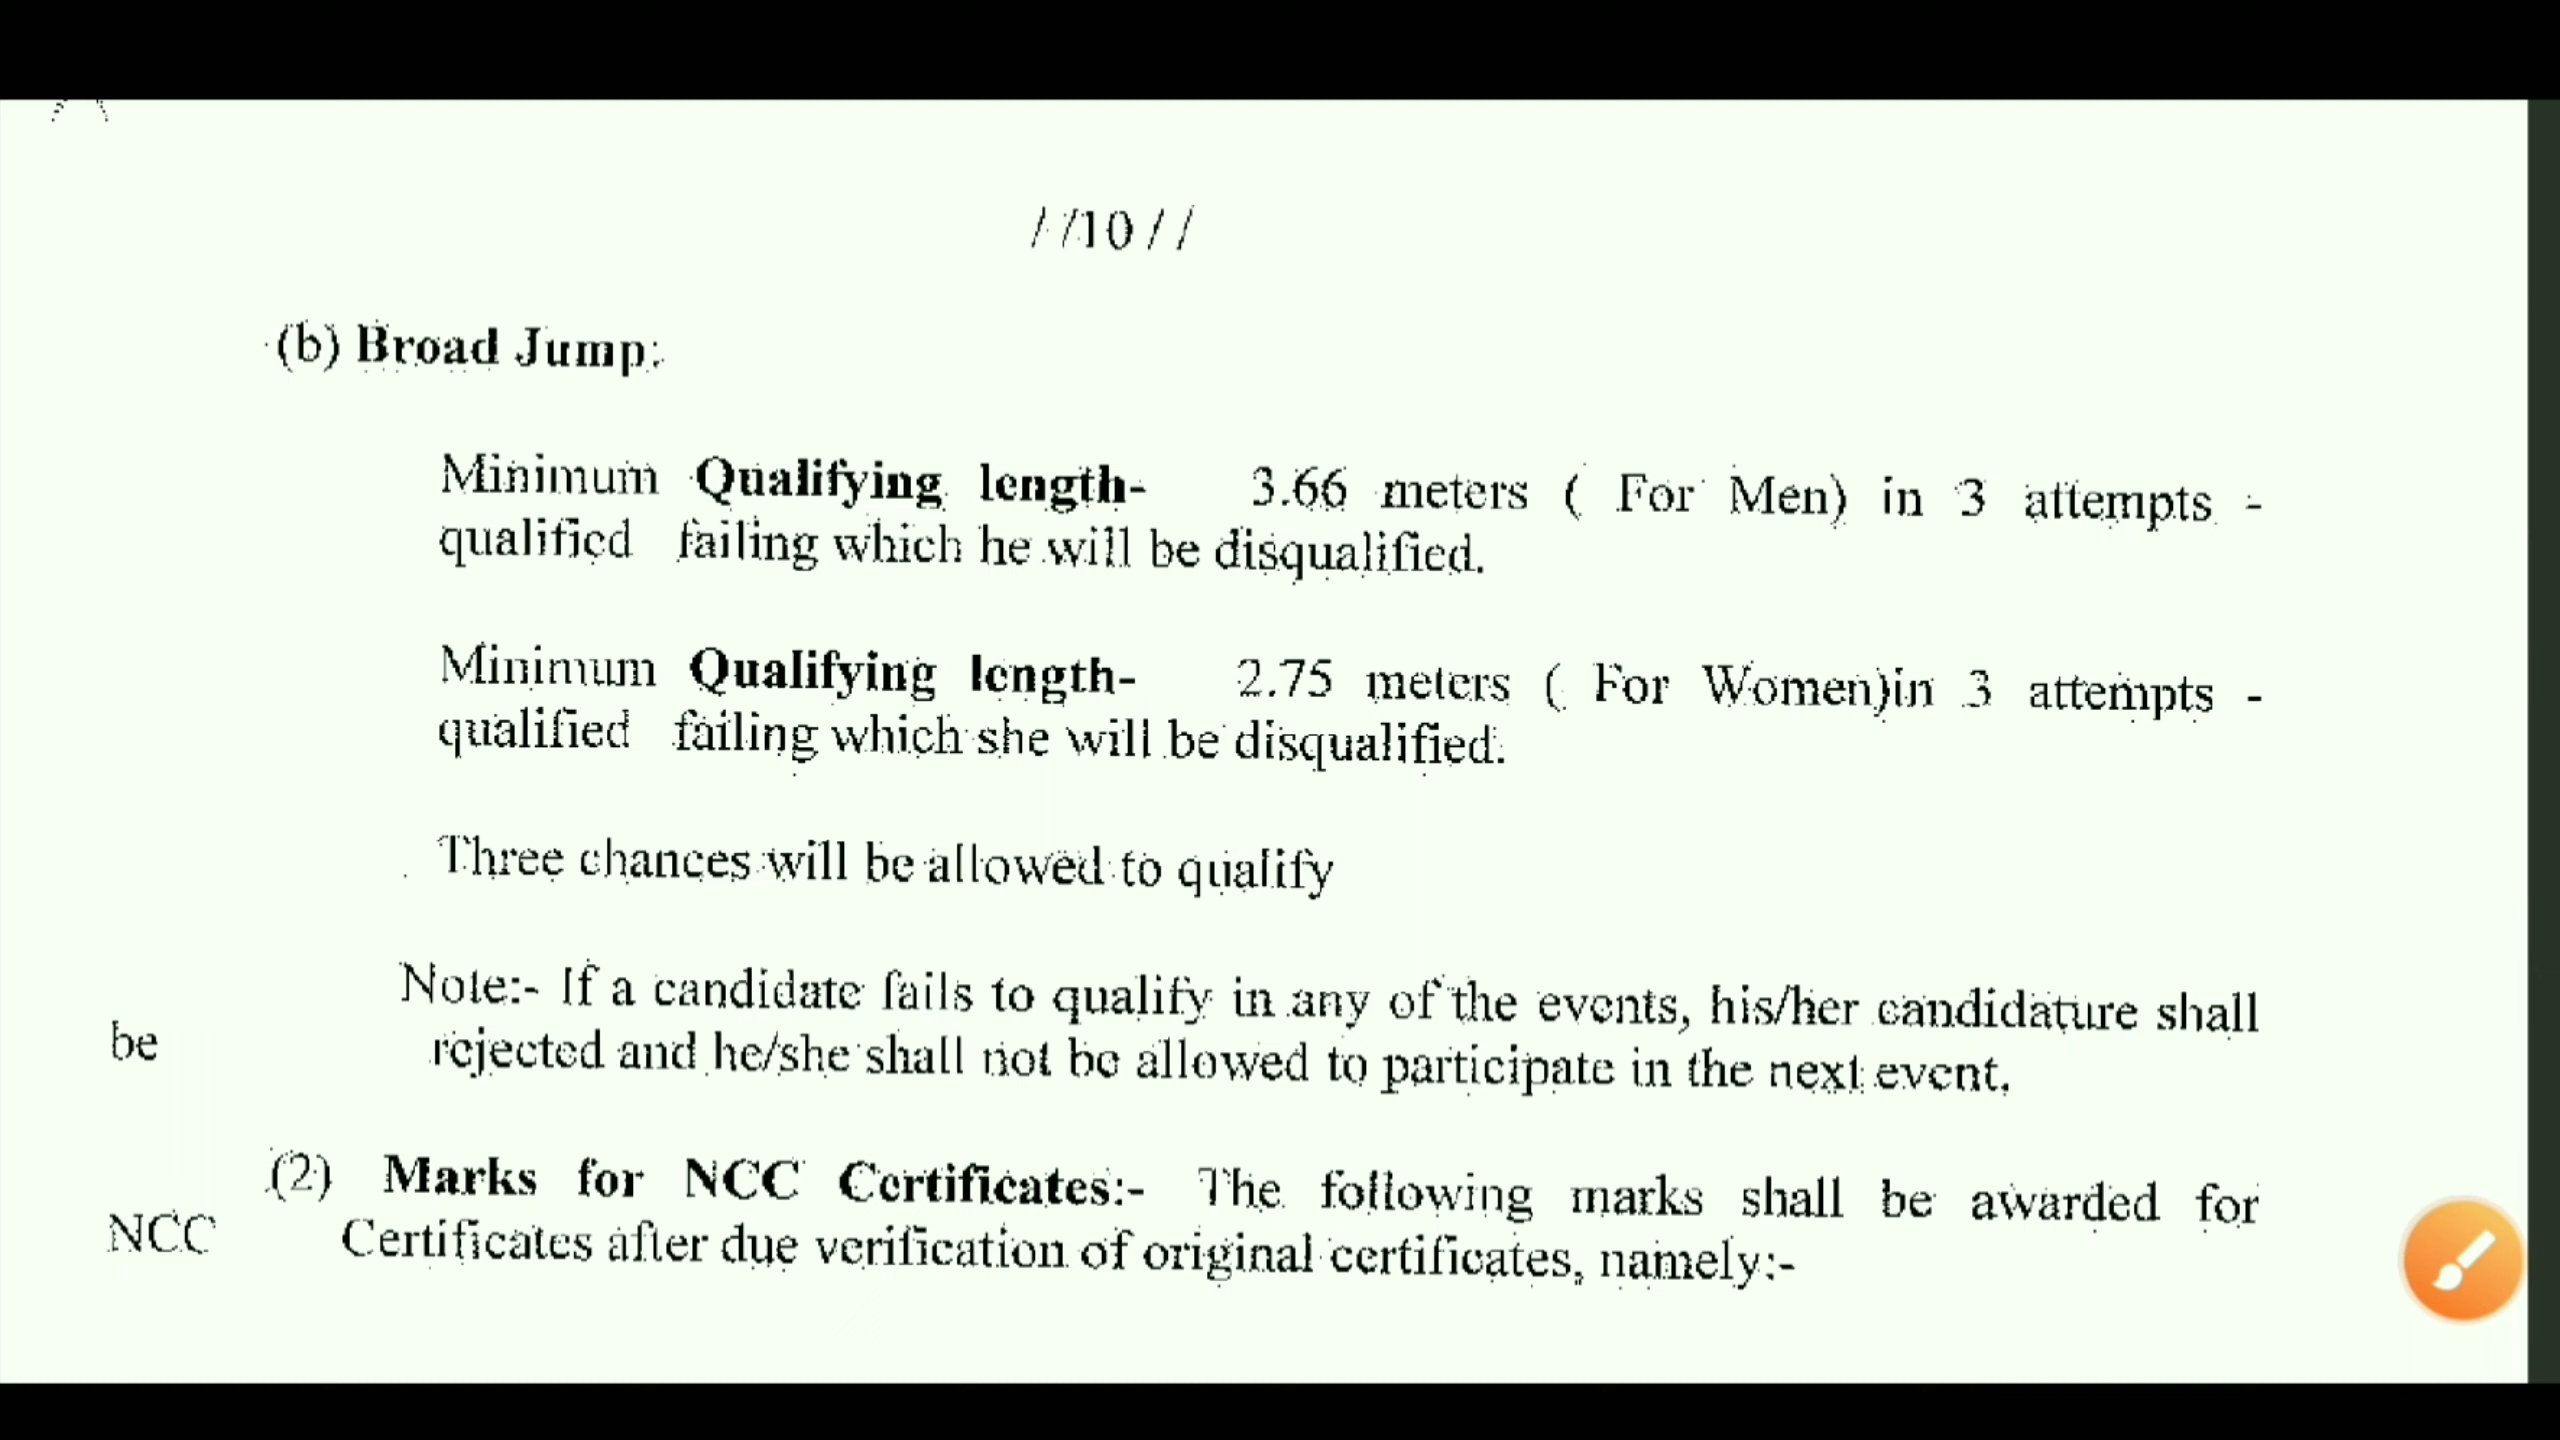 //10//
(b) Broad Jump:
Minimum Qualifying length- 3.66 meters ( For Men) in 3 attempts -
qualified failing which he will be disqualified.
Minimum Qualifying length- 2.75 meters ( For Women)in 3 attempts -
qualified failing which she will be disqualified.
Three chances will be allowed to qualify
Note:- If a candidate fails to qualify in any of the events, his/her candidature shall
be rejected and he/she shall not be allowed to participate in the next event.
(2) Marks for NCC Certificates:- The following marks shall be awarded for
NCC Certificates after due verification of original certificates, namely:-